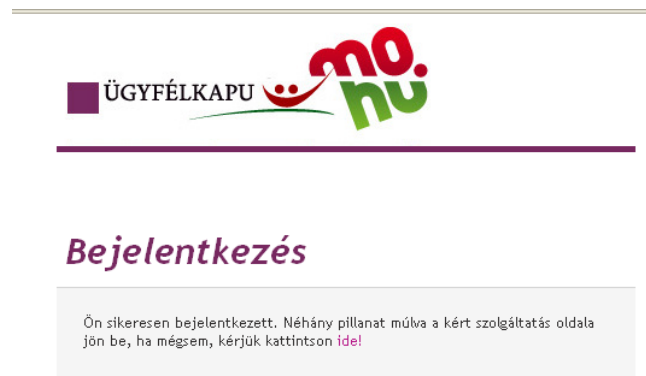 ÜGYFÉLKAPU
mo.
hu
Bejelentkezés
Ön sikeresen bejelentkezett. Néhány pillanat múlva a kért szolgáltatás oldala
jön be, ha mégsem, kérjük kattintson ide!